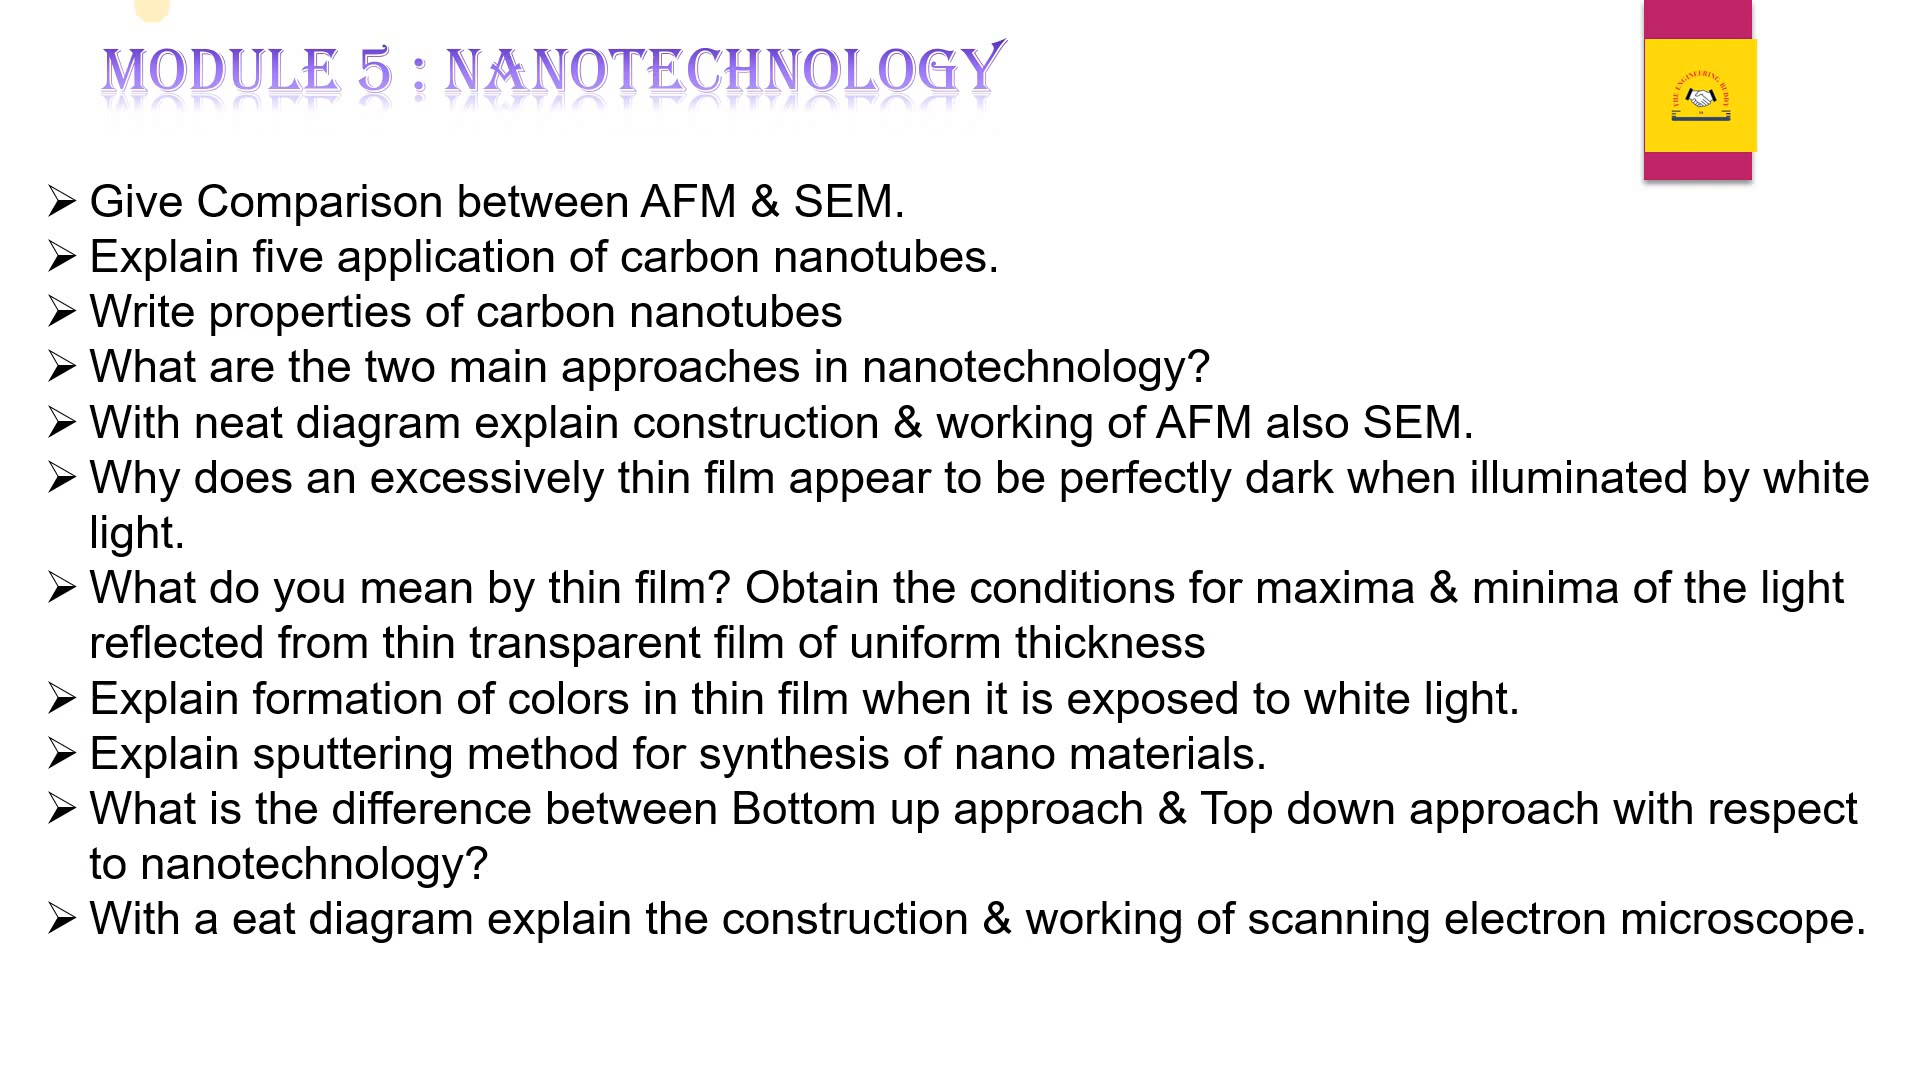 MODULE 5 : NANOTECHNOLOGY
THE ENGINEERING BUDDY
➢ Give Comparison between AFM & SEM.
➢ Explain five application of carbon nanotubes.
➢ Write properties of carbon nanotubes
➢ What are the two main approaches in nanotechnology?
➢ With neat diagram explain construction & working of AFM also SEM.
➢ Why does an excessively thin film appear to be perfectly dark when illuminated by white
light.
➢ What do you mean by thin film? Obtain the conditions for maxima & minima of the light
reflected from thin transparent film of uniform thickness
➢ Explain formation of colors in thin film when it is exposed to white light.
➢ Explain sputtering method for synthesis of nano materials.
➢ What is the difference between Bottom up approach & Top down approach with respect
to nanotechnology?
➢ With a eat diagram explain the construction & working of scanning electron microscope.